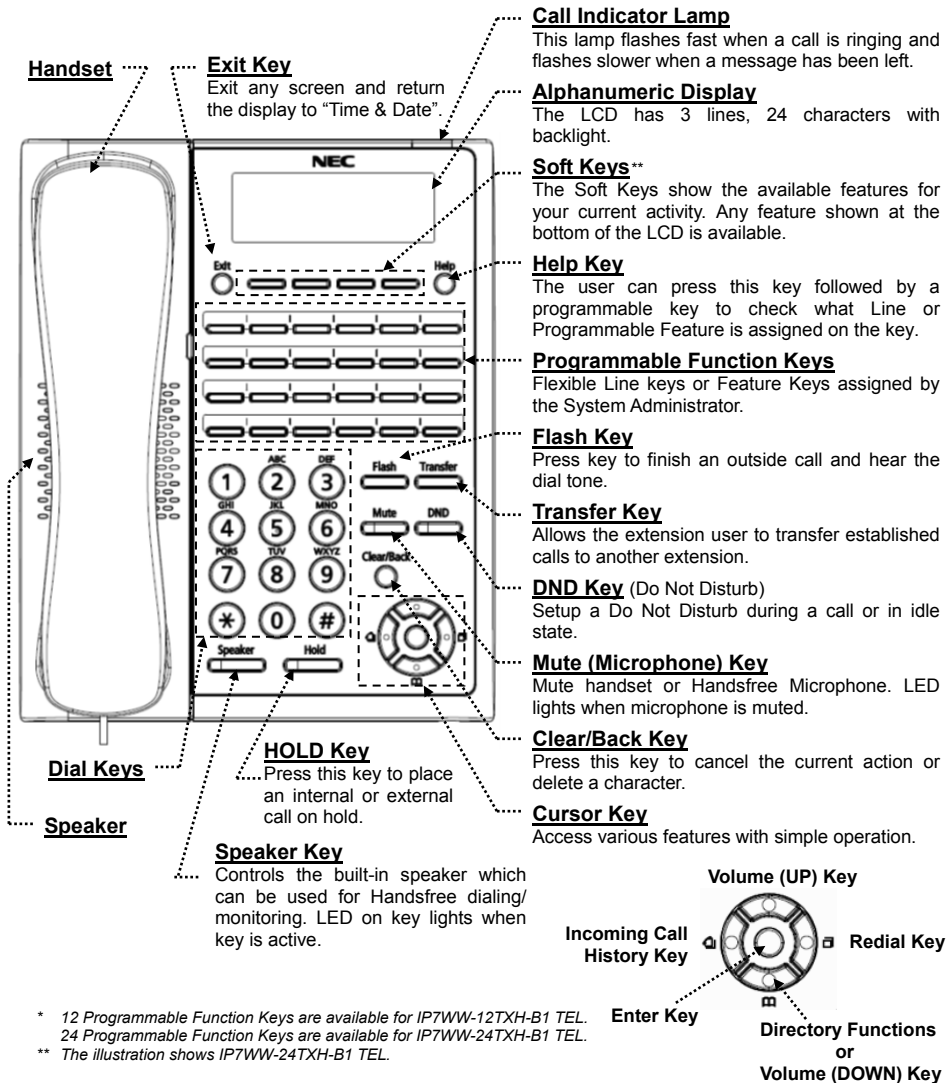 Call Indicator Lamp
This lamp flashes fast when a call is ringing and
flashes slower when a message has been left.
Handset
Exit Key
Exit any screen and return
the display to “Time & Date”.
Alphanumeric Display
The LCD has 3 lines, 24 characters with
backlight.
NEC
Soft Keys**
The Soft Keys show the available features for
your current activity. Any feature shown at the
bottom of the LCD is available.
Exit
Help
Help Key
The user can press this key followed by a
programmable key to check what Line or
Programmable Feature is assigned on the key.
Programmable Function Keys
Flexible Line keys or Feature Keys assigned by
the System Administrator.
Flash Key
Press key to finish an outside call and hear the
dial tone.
ABC DEF
1 2 3
GHI JKL MNO
4 5 6
PQRS TUV WXYZ
7 8 9
* 0 #
Flash Transfer
Mute DND
Clear/Back
Speaker Hold
Transfer Key
Allows the extension user to transfer established
calls to another extension.
DND Key (Do Not Disturb)
Setup a Do Not Disturb during a call or in idle
state.
Mute (Microphone) Key
Mute handset or Handsfree Microphone. LED
lights when microphone is muted.
Clear/Back Key
Press this key to cancel the current action or
delete a character.
Cursor Key
Access various features with simple operation.
Dial Keys
HOLD Key
Press this key to place
an internal or external
call on hold.
Speaker
Speaker Key
Controls the built-in speaker which
can be used for Handsfree dialing/
monitoring. LED on key lights when
key is active.
Volume (UP) Key
Incoming Call
History Key
Redial Key
Enter Key
Directory Functions
or
Volume (DOWN) Key
* 12 Programmable Function Keys are available for IP7WW-12TXH-B1 TEL.
24 Programmable Function Keys are available for IP7WW-24TXH-B1 TEL.
** The illustration shows IP7WW-24TXH-B1 TEL.